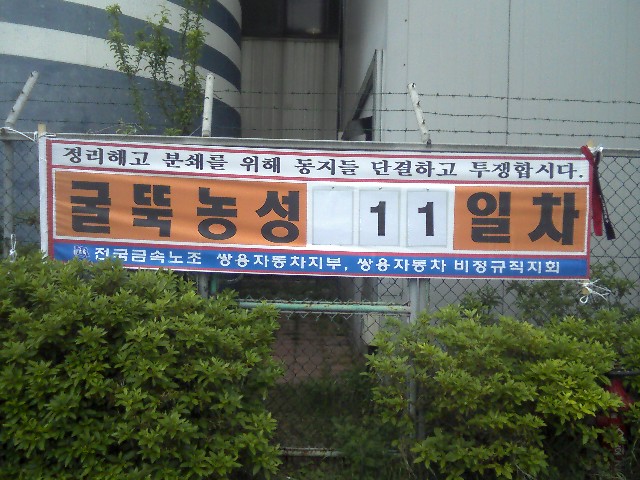 정리해고 분쇄를 위해 동지들 단결하고 투쟁합시다.
굴뚝농성 11일차
전국금속노조 쌍용자동차지부, 쌍용자동차 비정규직지회